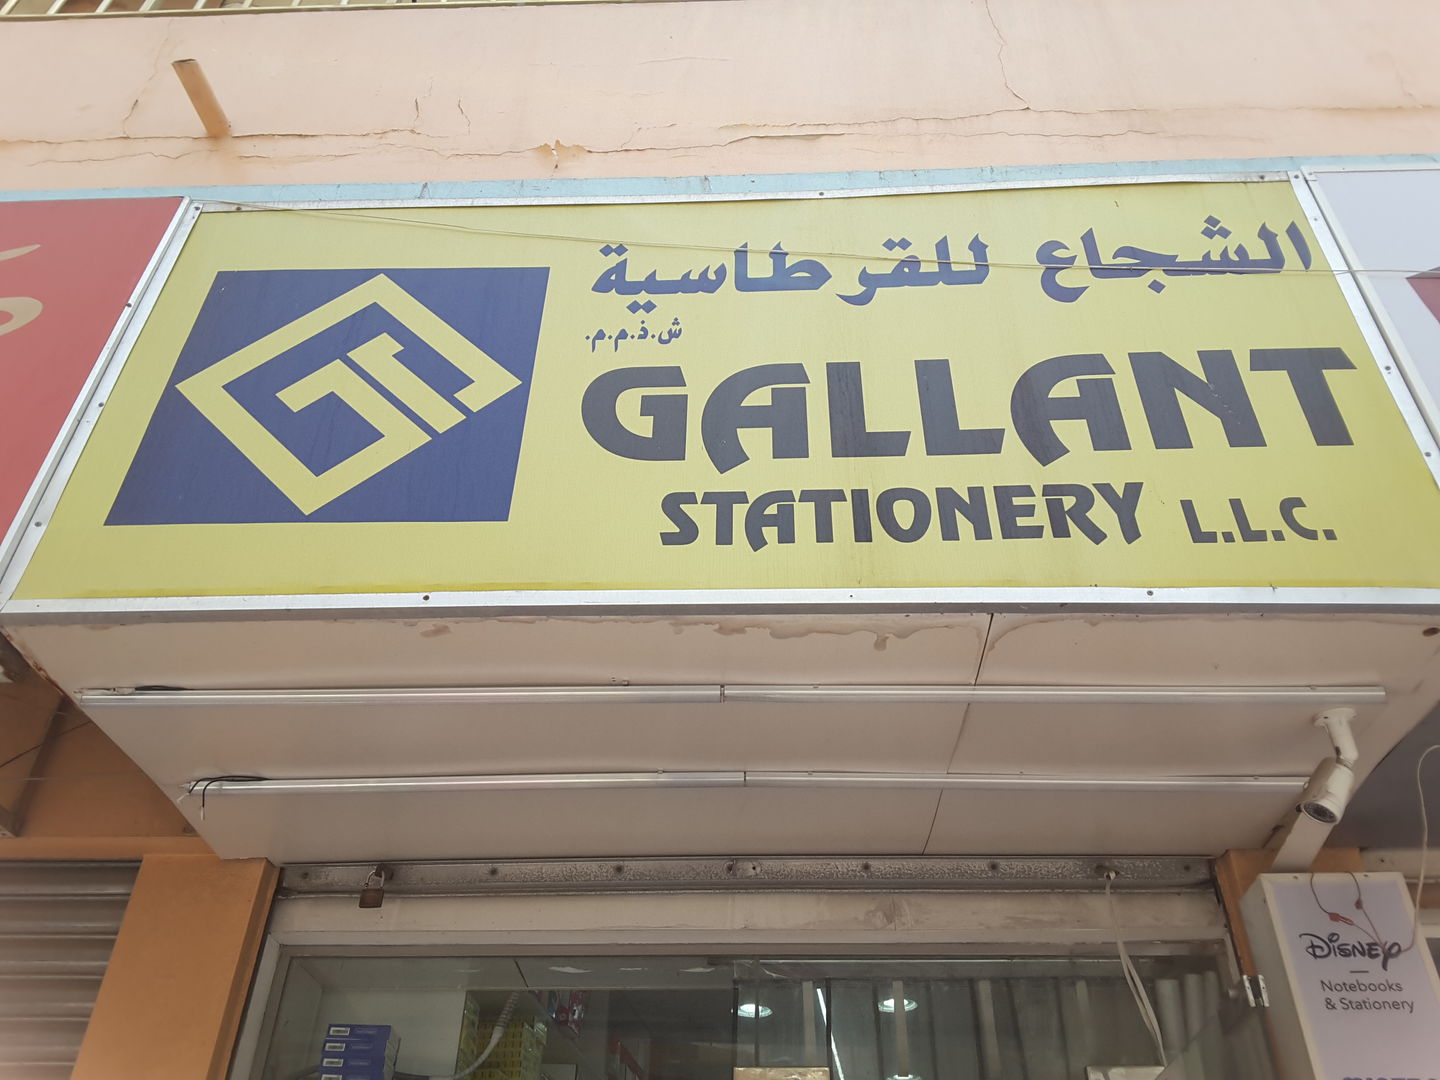 الشجاع للقرطاسية
ش.ذ.م.م.
GALLANT
STATIONERY L.L.C.
DISNEY
Notebooks
& Stationery